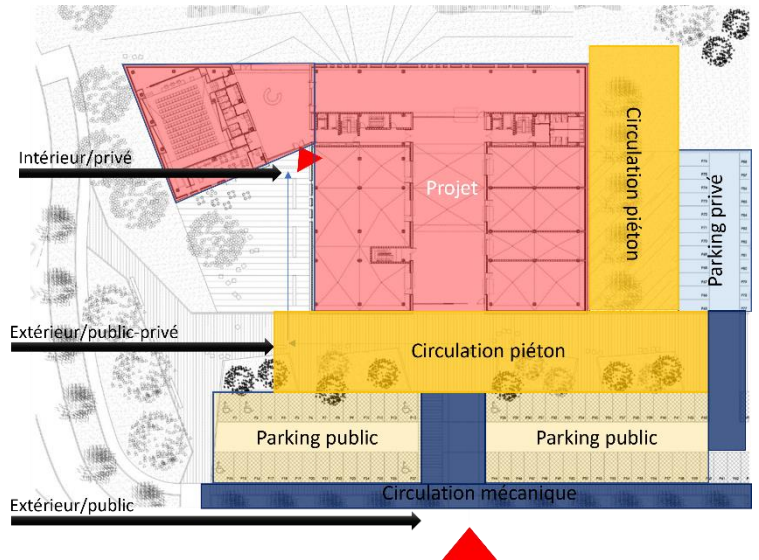 Circulation piéton
Intérieur/privé
Projet
Parking privé
Extérieur/public-privé
Circulation piéton
Parking public
Parking public
Circulation mécanique
Extérieur/public